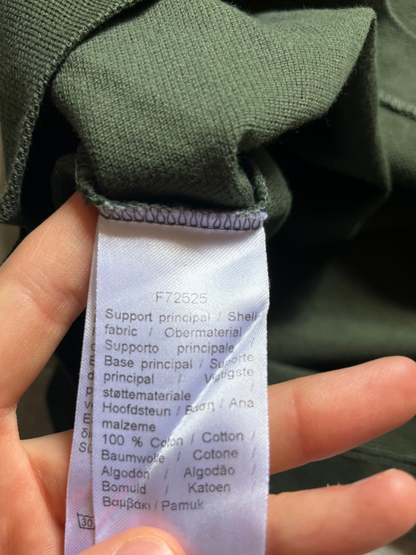 F72525
Support principal / Shell
fabric / Obermaterial /
Supporto principale /
Base principal / Suporte
principal / Vigtigste
støttemateriale /
Hoofdsteun / Βάση / Ana
malzeme
100 % Coton / Cotton /
Baumwolle / Cotone /
Algodón / Algodão /
Bomuld / Katoen
Βαμβάκι / Pamuk
30